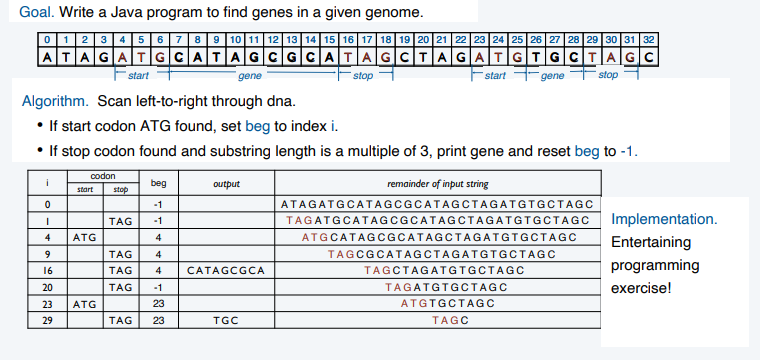 Goal. Write a Java program to find genes in a given genome.
0 1 2 3 4 5 6 7 8 9 10 11 12 13 14 15 16 17 18 19 20 21 22 23 24 25 26 27 28 29 30 31 32
A T A G A T G C A T A G C G C A T A G C T A G A T G T G C T A G C
start gene stop start gene stop
Algorithm. Scan left-to-right through dna.
• If start codon ATG found, set beg to index i.
• If stop codon found and substring length is a multiple of 3, print gene and reset beg to -1.
i codon beg output remainder of input string
start stop
0 -1 ATAGATGCATAGCGCATAGCTAGATGTGCTAGC
1 TAG -1 TAGATGCATAGCGCATAGCTAGATGTGCTAGC
4 ATG 4 ATGCATAGCGCATAGCTAGATGTGCTAGC
9 TAG 4 TAGCGCATAGCTAGATGTGCTAGC
16 TAG 4 CATAGCGCA TAGCTAGATGTGCTAGC
20 TAG -1 TAGATGTGCTAGC
23 ATG 23 ATGTGCTAGC
29 TAG 23 TGC TAGC
Implementation.
Entertaining
programming
exercise!